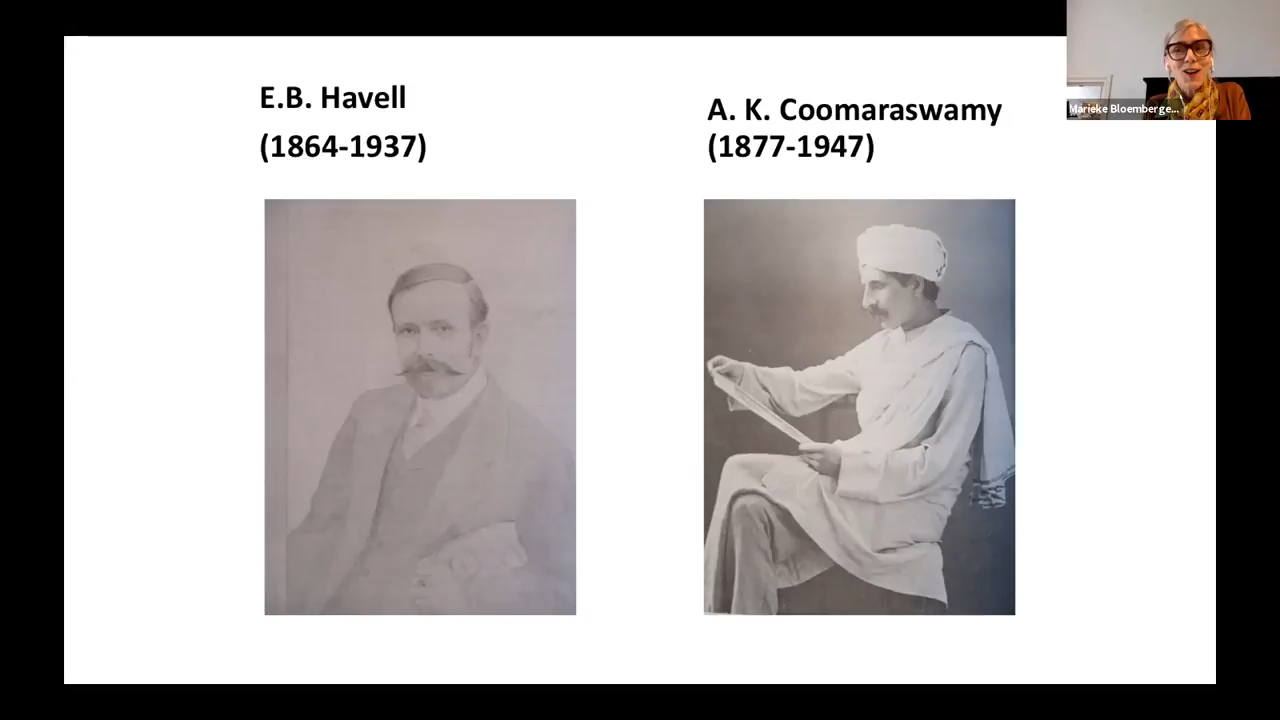 E.B. Havell
(1864-1937)
A. K. Coomaraswamy
(1877-1947)
Marieke Bloemberge...